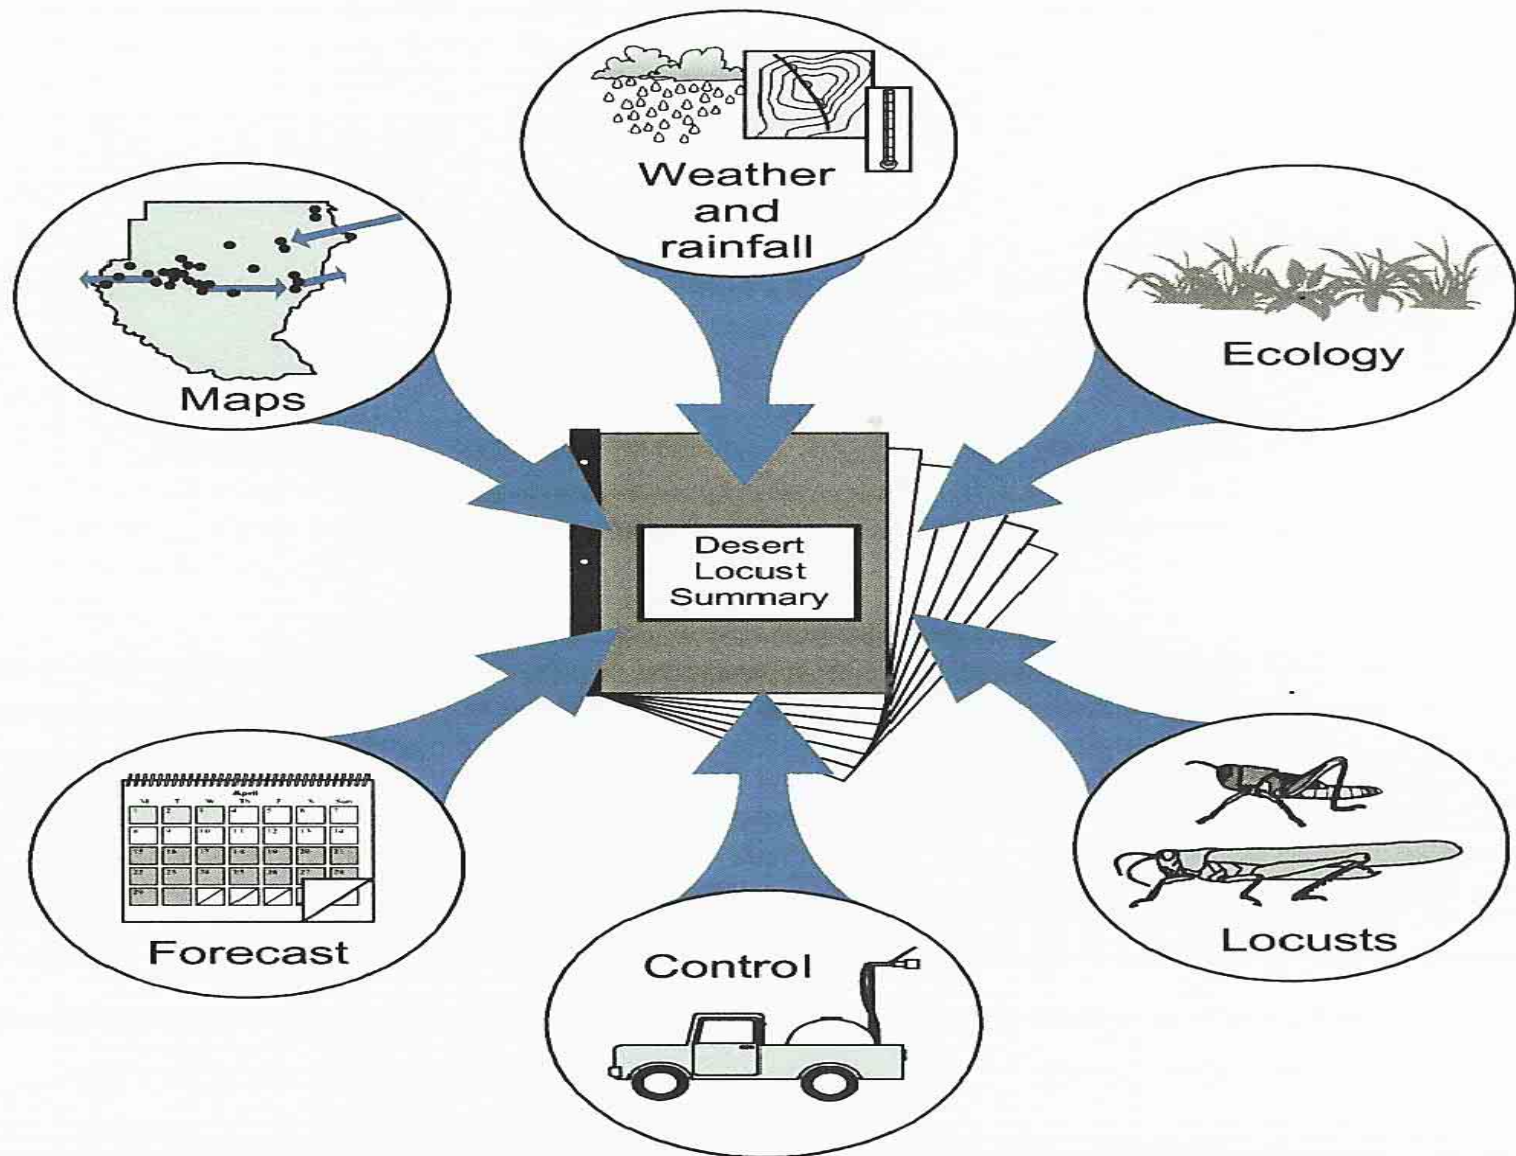 Weather
and
rainfall
Maps
Ecology
Desert
Locust
Summary
April
Forecast
Control
Locusts